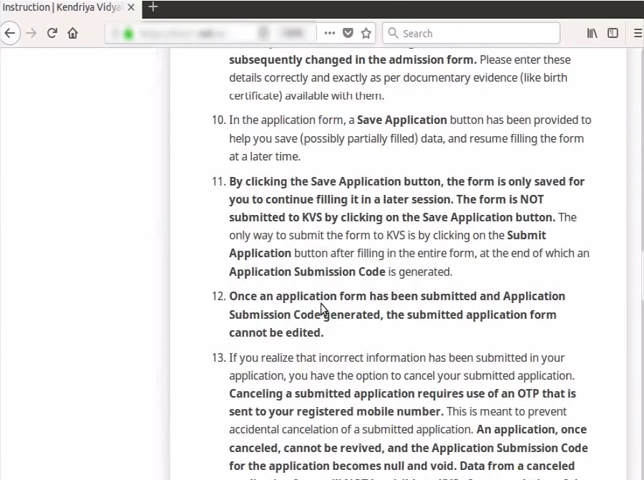 Instruction | Kendriya Vidyal
Search
subsequently changed in the admission form. Please enter these
details correctly and exactly as per documentary evidence (like birth
certificate) available with them.
10. In the application form, a Save Application button has been provided to
help you save (possibly partially filled) data, and resume filling the form
at a later time.
11. By clicking the Save Application button, the form is only saved for
you to continue filling it in a later session. The form is NOT
submitted to KVS by clicking on the Save Application button. The
only way to submit the form to KVS is by clicking on the Submit
Application button after filling in the entire form, at the end of which an
Application Submission Code is generated.
12. Once an application form has been submitted and Application
Submission Code generated, the submitted application form
cannot be edited.
13. If you realize that incorrect information has been submitted in your
application, you have the option to cancel your submitted application.
Canceling a submitted application requires use of an OTP that is
sent to your registered mobile number. This is meant to prevent
accidental cancelation of a submitted application. An application, once
canceled, cannot be revived, and the Application Submission Code
for the application becomes null and void. Data from a canceled